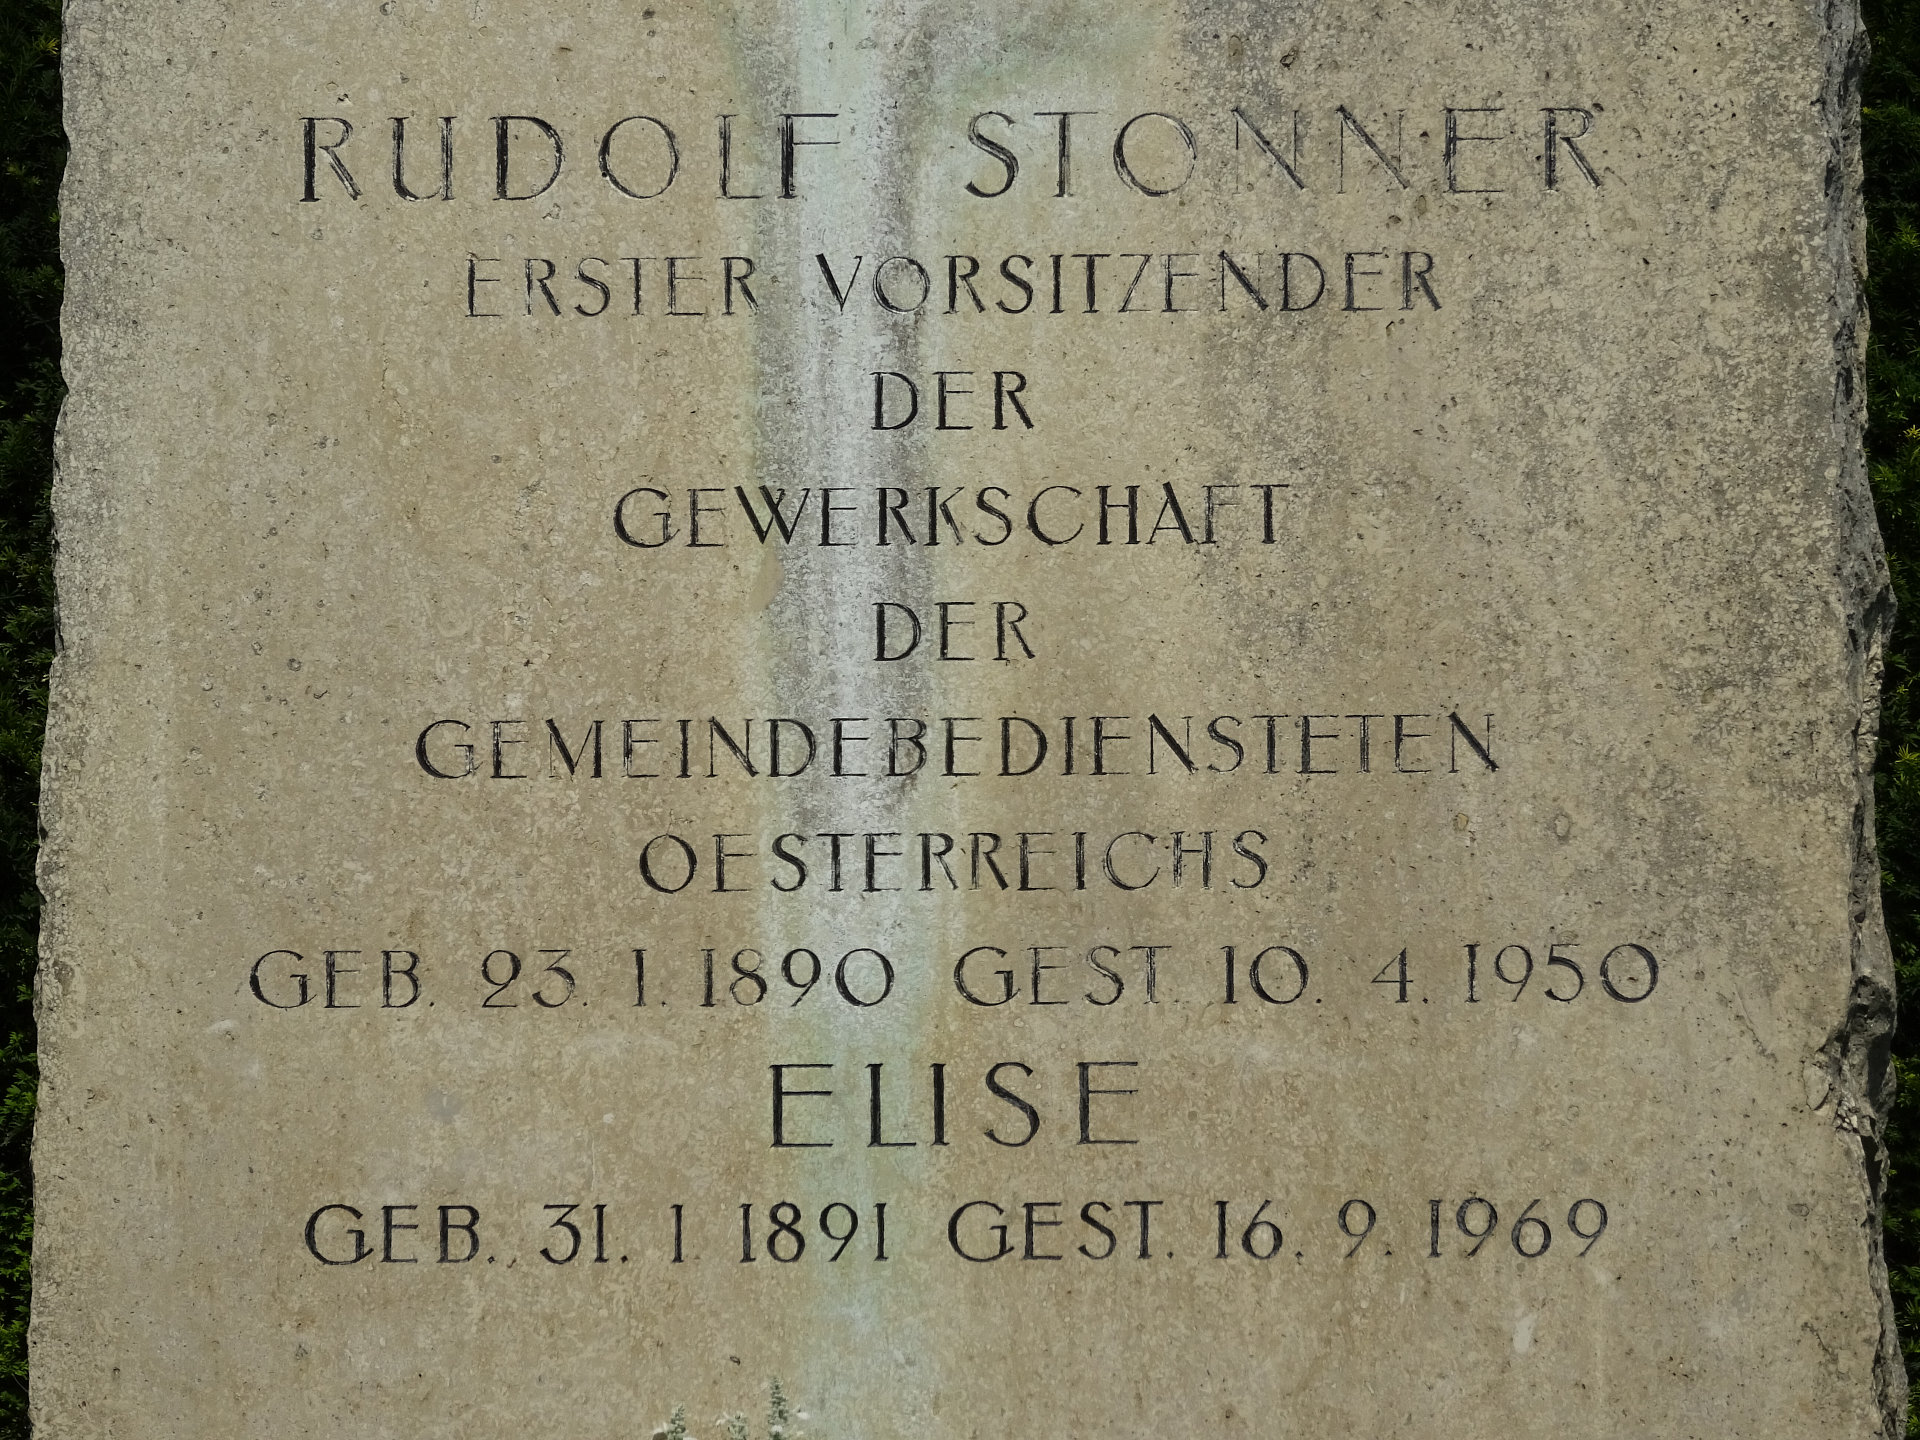 RUDOLF STONNER
ERSTER VORSITZENDER
DER
GEWERKSCHAFT
DER
GEMEINDEBEDIENSTETEN
OESTERREICHS
GEB. 23. 1. 1890 GEST. 10. 4. 1950
ELISE
GEB. 31. 1 1891 GEST. 16. 9. 1969